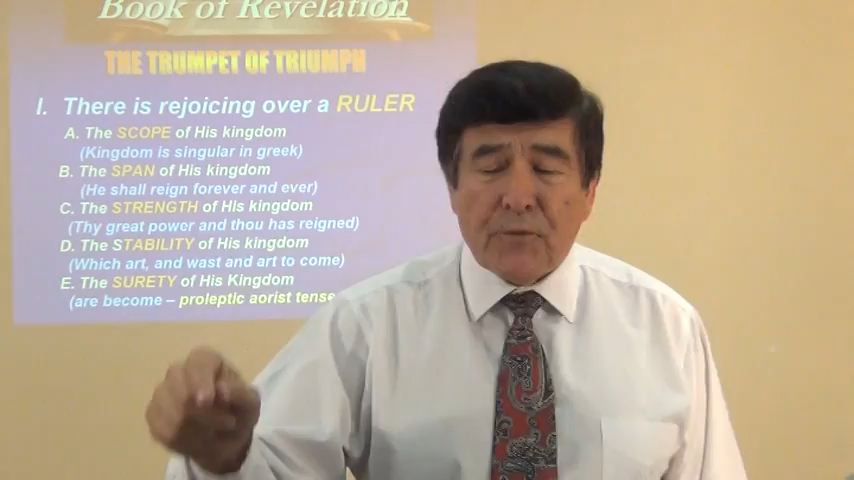 Book of Revelation
THE TRUMPET OF TRIUMPH
I. There is rejoicing over a RULER
A. The SCOPE of His kingdom
(Kingdom is singular in greek)
B. The SPAN of His kingdom
(He shall reign forever and ever)
C. The STRENGTH of His kingdom
(Thy great power and thou has reigned)
D. The STABILITY of His kingdom
(Which art, and wast and art to come)
E. The SURETY of His Kingdom
(are become – proleptic aorist tense